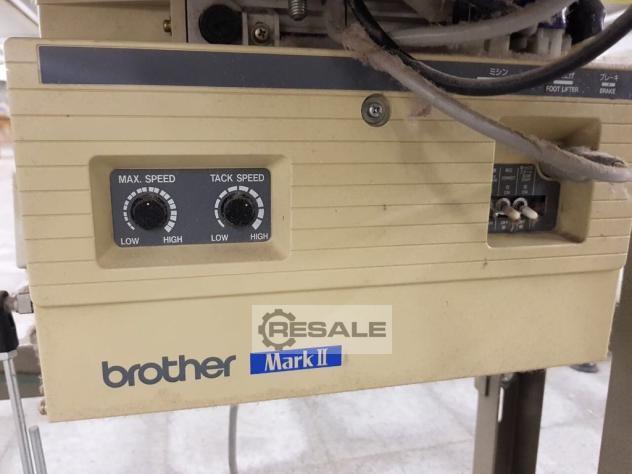 ミシン
FOOT LIFTER
ブレーキ
BRAKE
MAX. SPEED
TACK SPEED
LOW HIGH
LOW HIGH
RESALE
brother Mark II